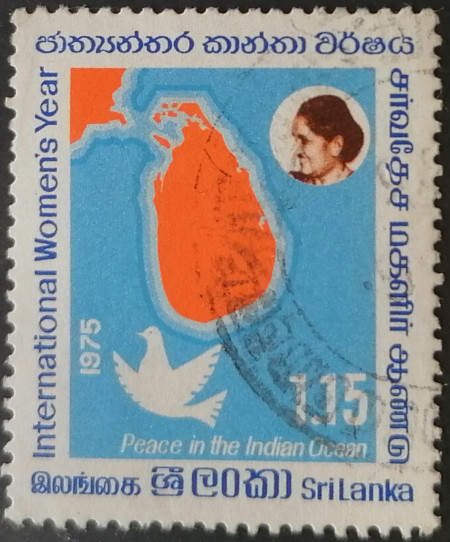 ජාත්‍යන්තර කාන්තා වර්ෂය
International Women's Year
சர்வதேச மகளிர் ஆண்டு
1975
1.15
Peace in the Indian Ocean
இலங்கை ශ්‍රී ලංකා Sri Lanka